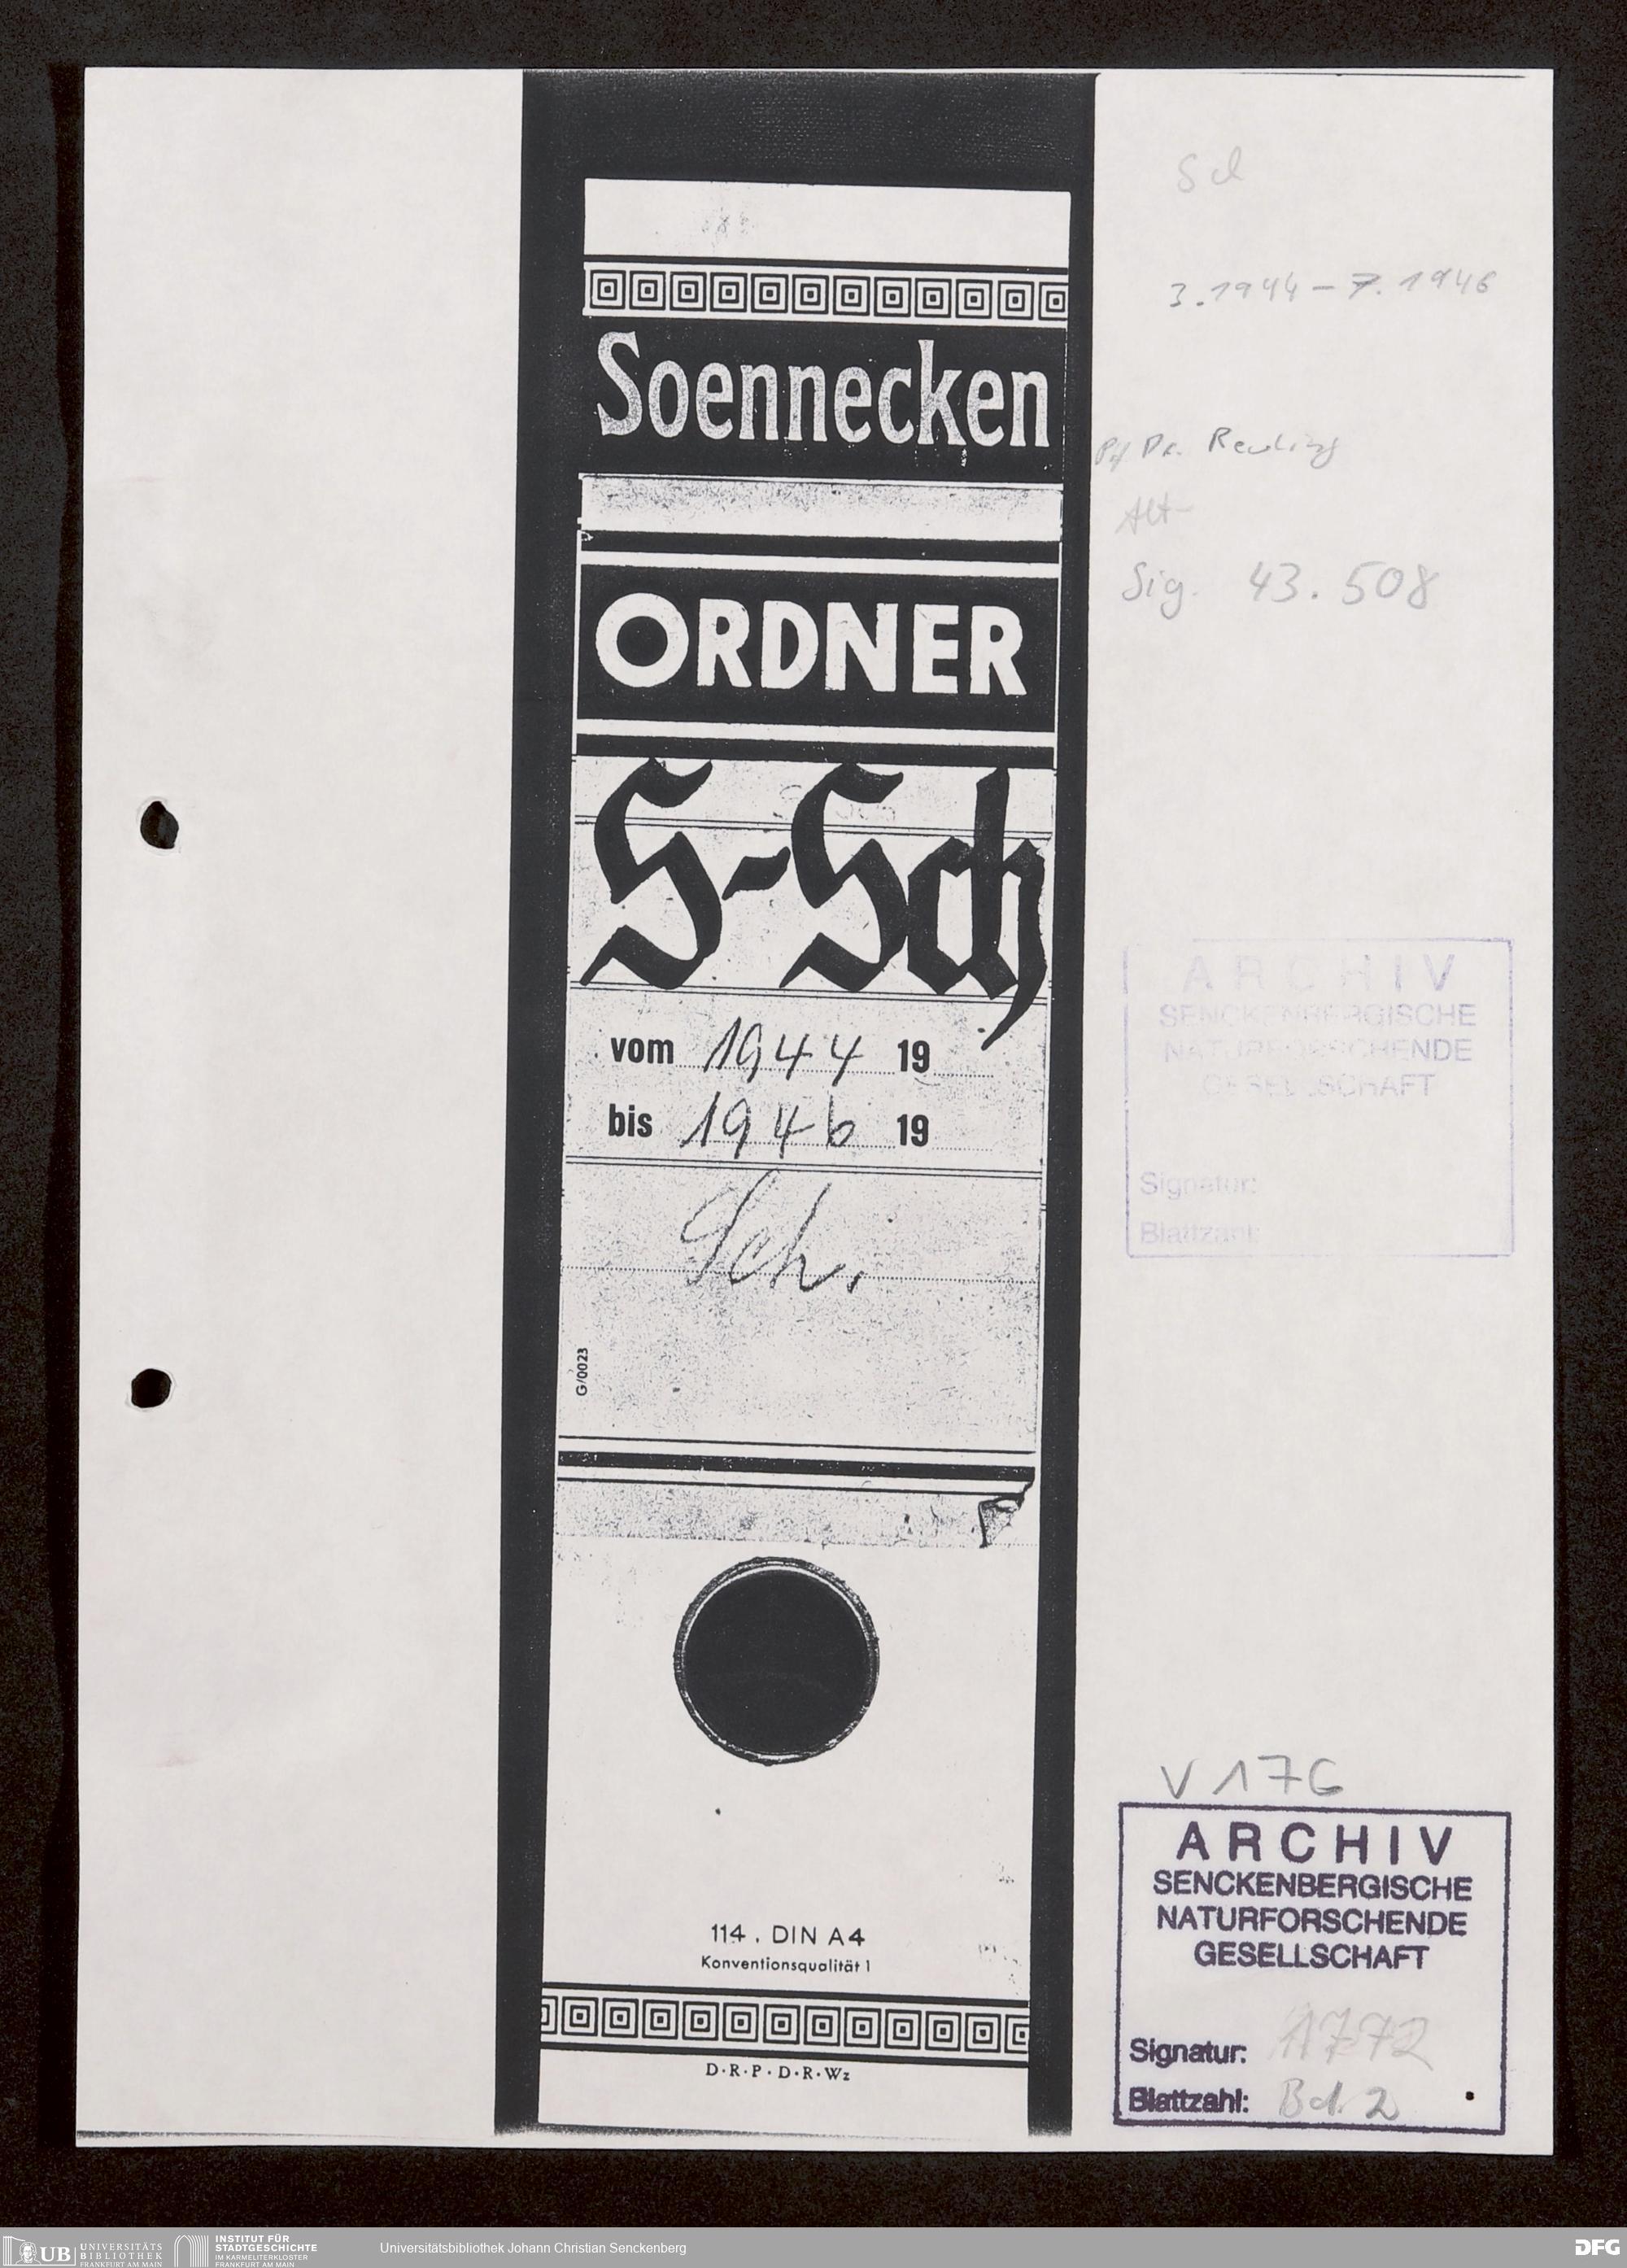 Soennecken
ORDNER
S-Sch
vom 1944 19
bis 1946 19
Sch.
G/0023
114. DIN A4
Konventionsqualität 1
D·R·P·D·R·Wz
3.1944 – 7.1946
Dr. Reuling
Alt-
Sig. 43.508
ARCHIV
SENCKENBERGISCHE
NATURFORSCHENDE
GESELLSCHAFT
Signatur:
Blattzahl:
V 176
ARCHIV
SENCKENBERGISCHE
NATURFORSCHENDE
GESELLSCHAFT
Signatur: 1772
Blattzahl: Bd. 2
UB UNIVERSITÄTS
BIBLIOTHEK
FRANKFURT AM MAIN
INSTITUT FÜR
STADTGESCHICHTE
IM KARMELITERKLOSTER
FRANKFURT AM MAIN
Universitätsbibliothek Johann Christian Senckenberg
DFG